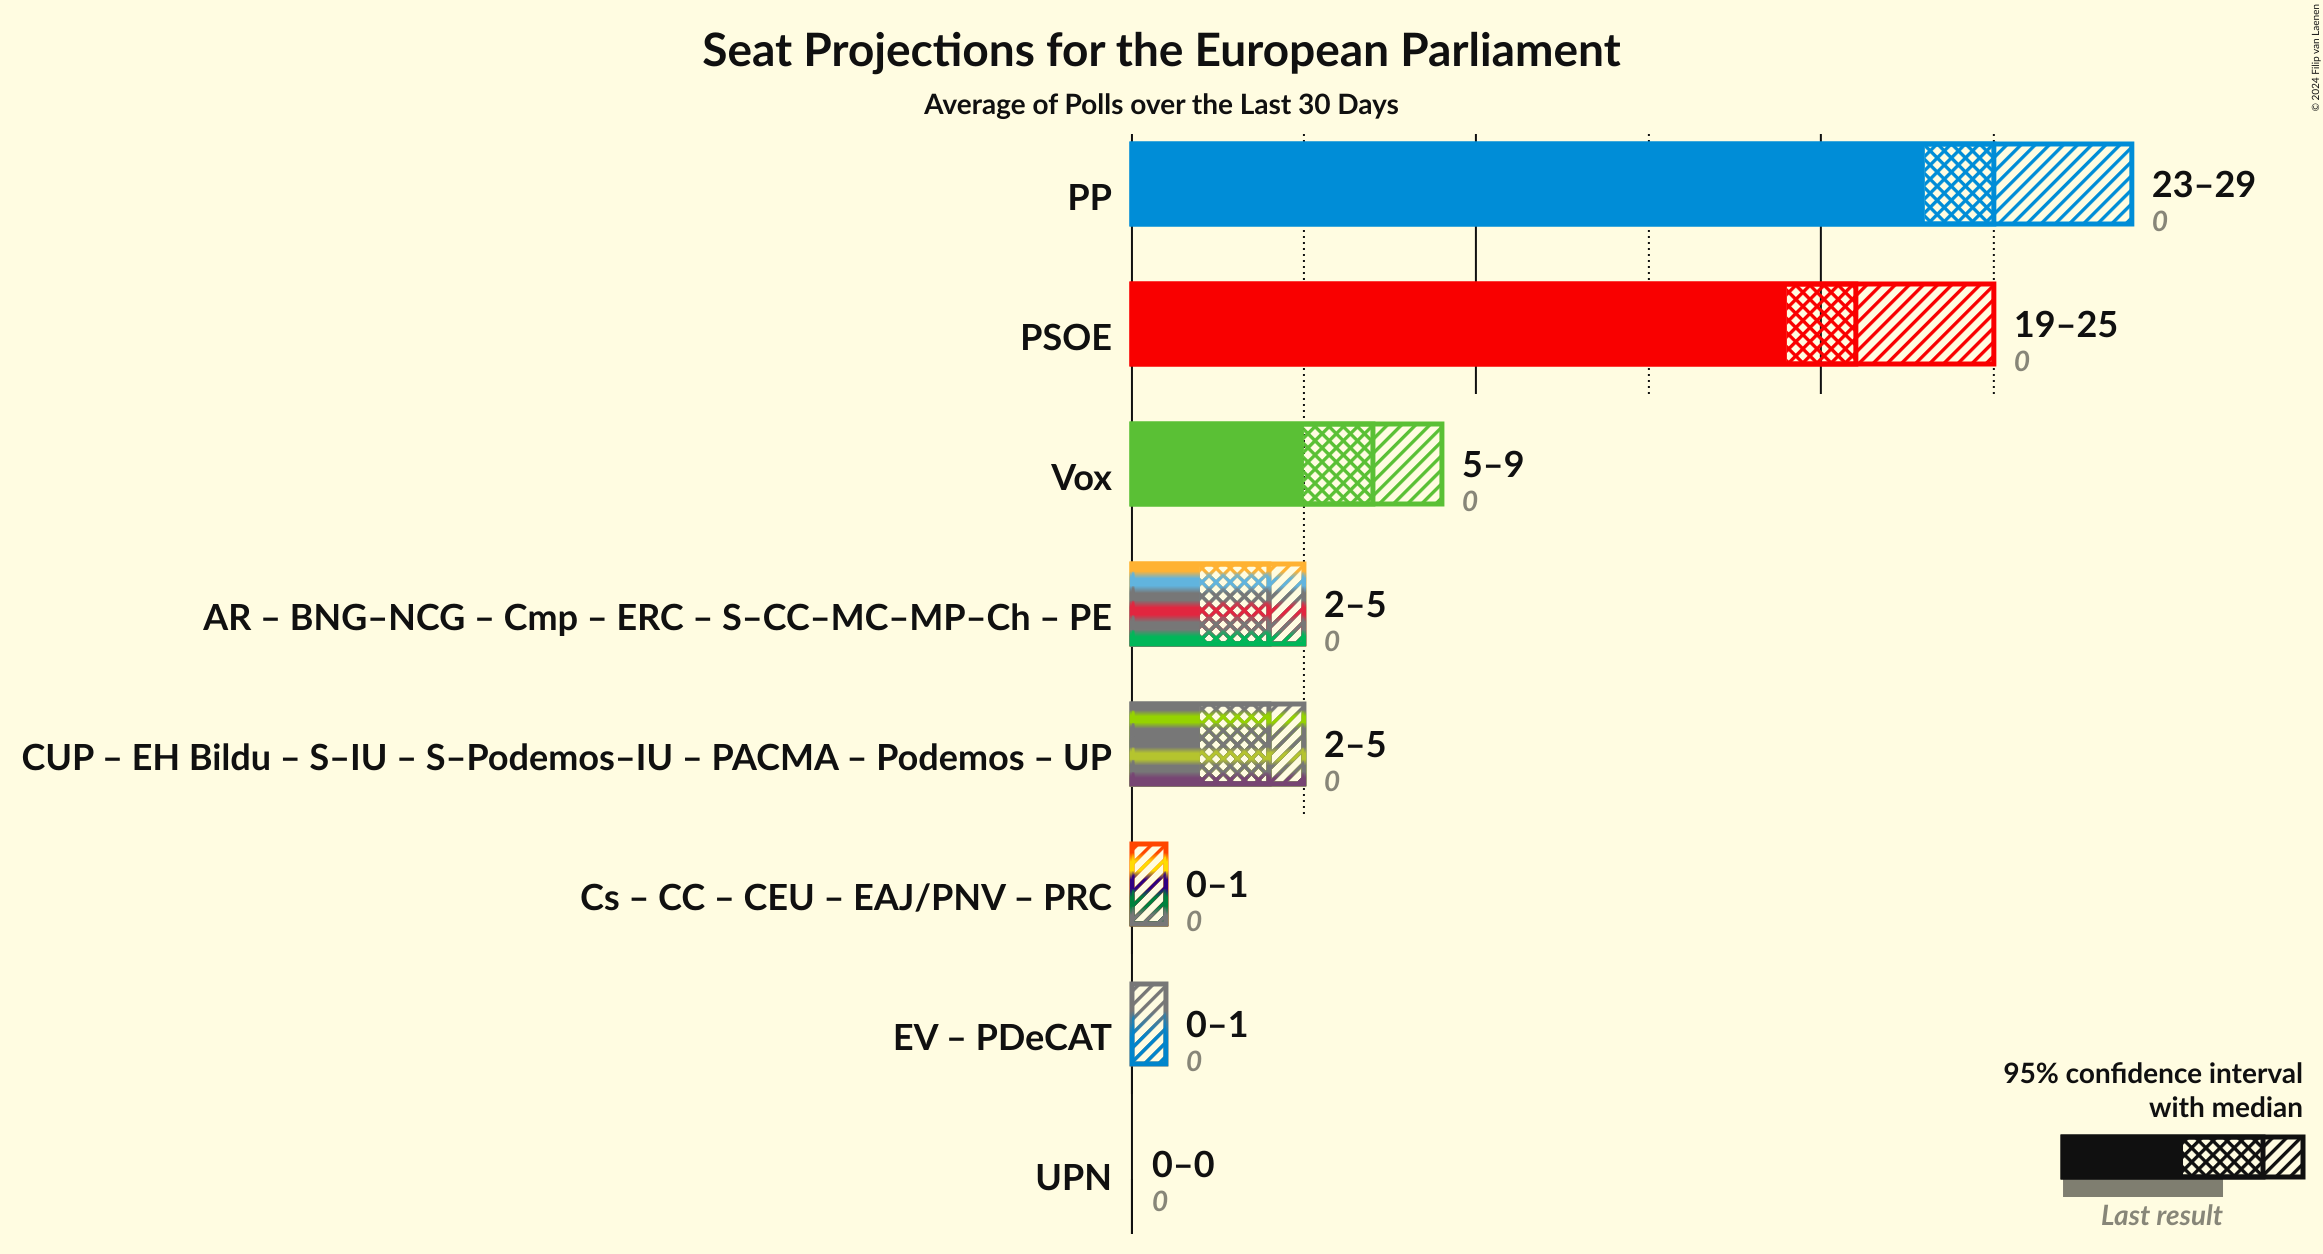 Seat Projections for the European Parliament
Average of Polls over the Last 30 Days
© 2024 Filip van Laenen
PP
23–29
0
PSOE
19–25
0
Vox
5–9
0
AR – BNG–NCG – Cmp – ERC – S–CC–MC–MP–Ch – PE
2–5
0
CUP – EH Bildu – S–IU – S–Podemos–IU – PACMA – Podemos – UP
2–5
0
Cs – CC – CEU – EAJ/PNV – PRC
0–1
0
EV – PDeCAT
0–1
0
UPN
0–0
0
95% confidence interval
with median
Last result